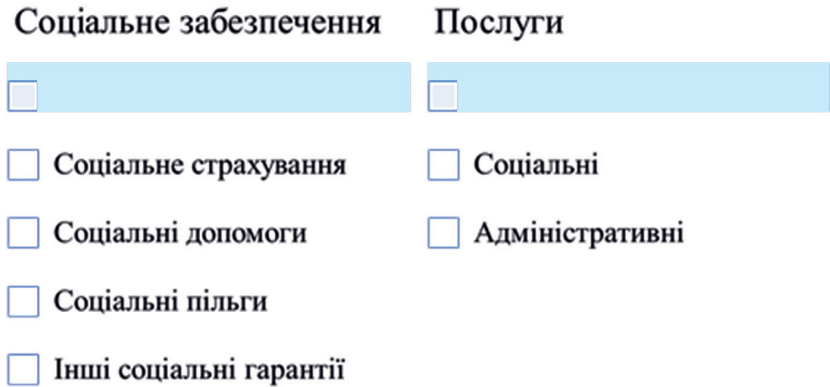 Соціальне забезпечення
Послуги
Соціальне страхування
Соціальні
Соціальні допомоги
Адміністративні
Соціальні пільги
Інші соціальні гарантії